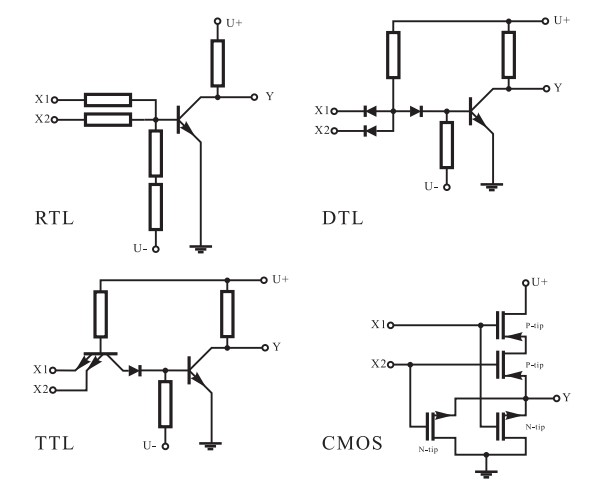 U+
Y
X1
X2
U-
RTL
U+
Y
X1
X2
U-
DTL
U+
Y
X1
X2
U-
TTL
U+
X1
P-tip
X2
P-tip
Y
N-tip
N-tip
CMOS